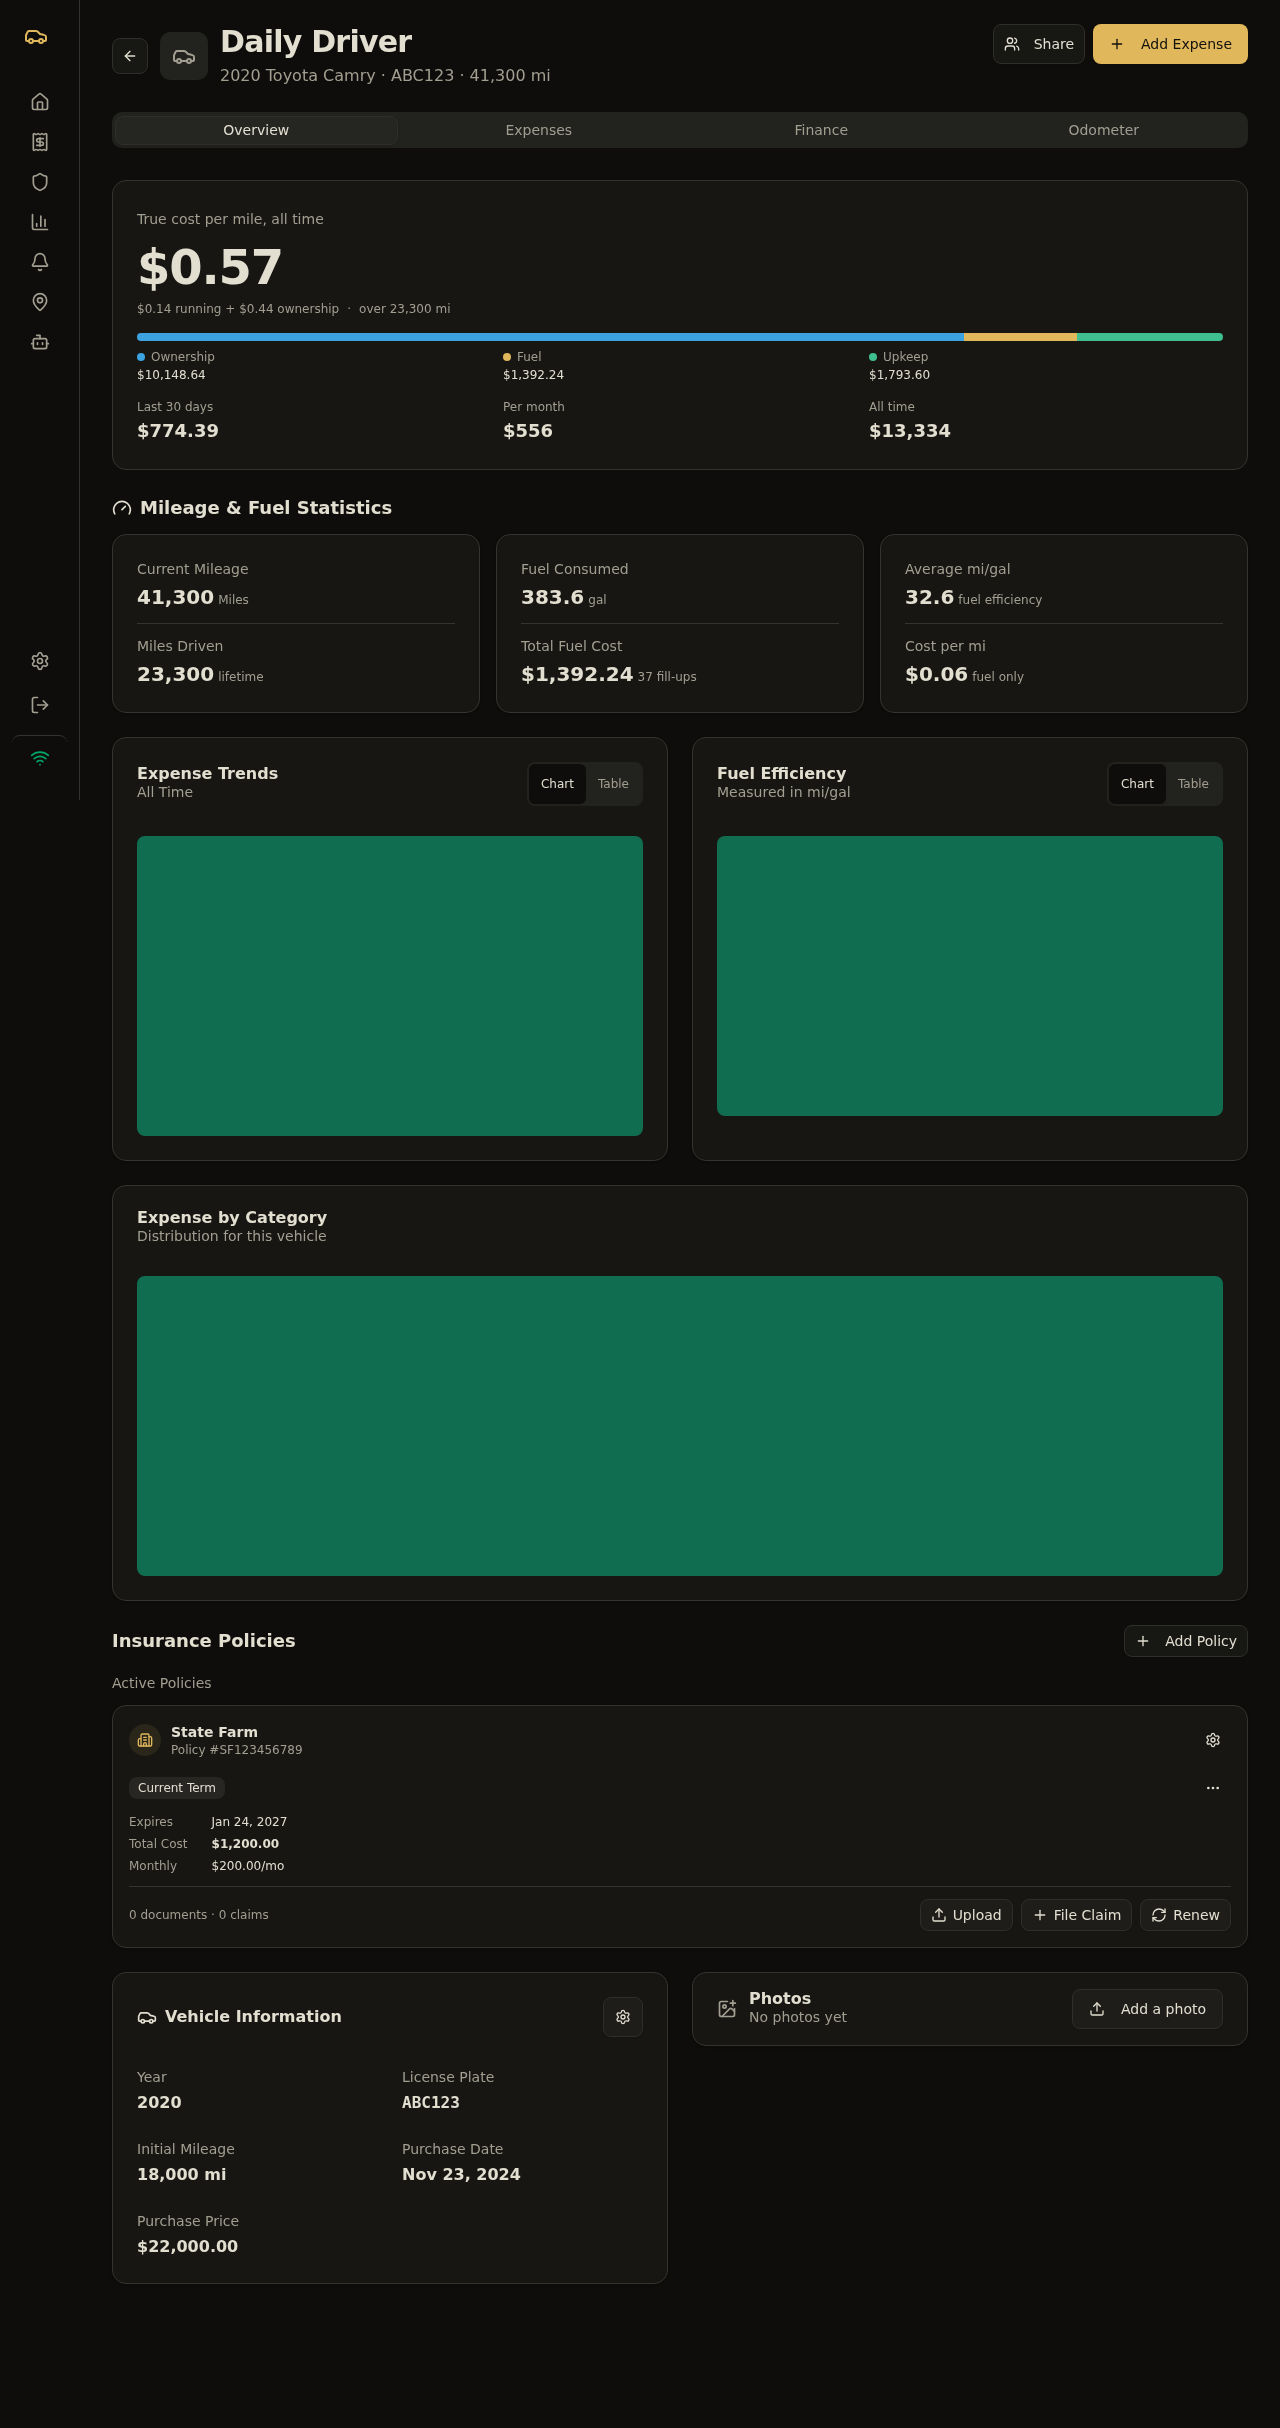 Daily Driver
2020 Toyota Camry · ABC123 · 41,300 mi
Share
Add Expense
Overview
Expenses
Finance
Odometer
True cost per mile, all time
$0.57
$0.14 running + $0.44 ownership · over 23,300 mi
Ownership
$10,148.64
Fuel
$1,392.24
Upkeep
$1,793.60
Last 30 days
$774.39
Per month
$556
All time
$13,334
Mileage & Fuel Statistics
Current Mileage
41,300 Miles
Miles Driven
23,300 lifetime
Fuel Consumed
383.6 gal
Total Fuel Cost
$1,392.24 37 fill-ups
Average mi/gal
32.6 fuel efficiency
Cost per mi
$0.06 fuel only
Expense Trends
All Time
Chart
Table
Fuel Efficiency
Measured in mi/gal
Chart
Table
Expense by Category
Distribution for this vehicle
Insurance Policies
Add Policy
Active Policies
State Farm
Policy #SF123456789
Current Term
Expires Jan 24, 2027
Total Cost $1,200.00
Monthly $200.00/mo
0 documents · 0 claims
Upload
File Claim
Renew
Vehicle Information
Year
2020
License Plate
ABC123
Initial Mileage
18,000 mi
Purchase Date
Nov 23, 2024
Purchase Price
$22,000.00
Photos
No photos yet
Add a photo